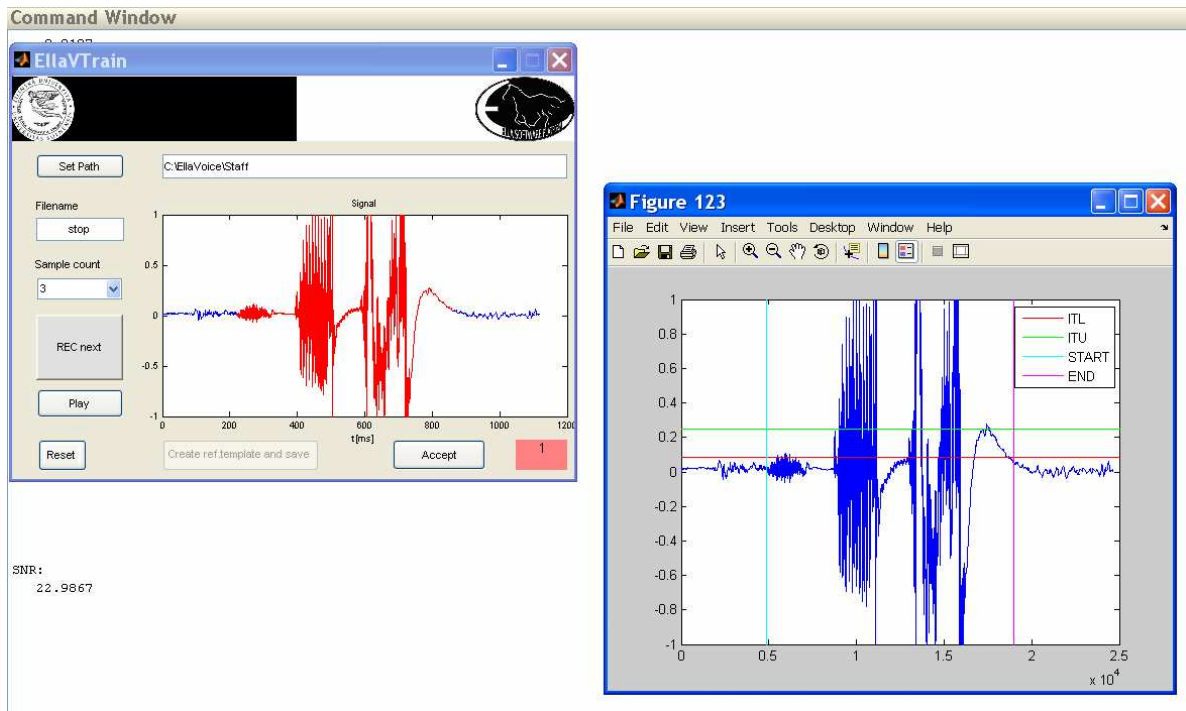 Command Window
EllaVTrain
ELLA SOFTWARE
Set Path
C:\EllaVoice\Staff
Filename
stop
Sample count
3
REC next
Play
Reset
Signal
1
0.5
0
-0.5
-1
0 200 400 600 800 1000 1200
t[ms]
Create ref.template and save
Accept
1
SNR:
22.9867
Figure 123
File Edit View Insert Tools Desktop Window Help
ITL
ITU
START
END
1
0.8
0.6
0.4
0.2
0
-0.2
-0.4
-0.6
-0.8
-1
0 0.5 1 1.5 2 2.5
x 10^4